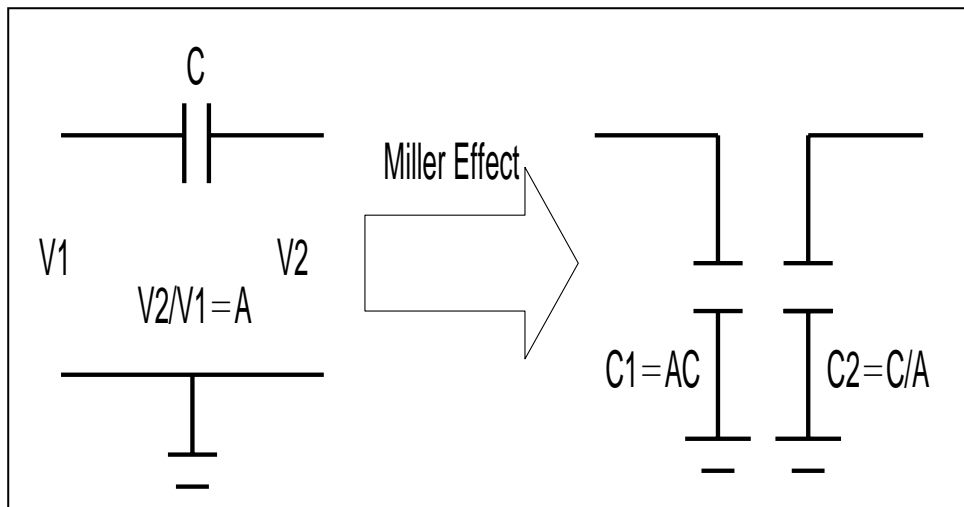 C
V1
V2
V2/V1=A
Miller Effect
C1=AC
C2=C/A